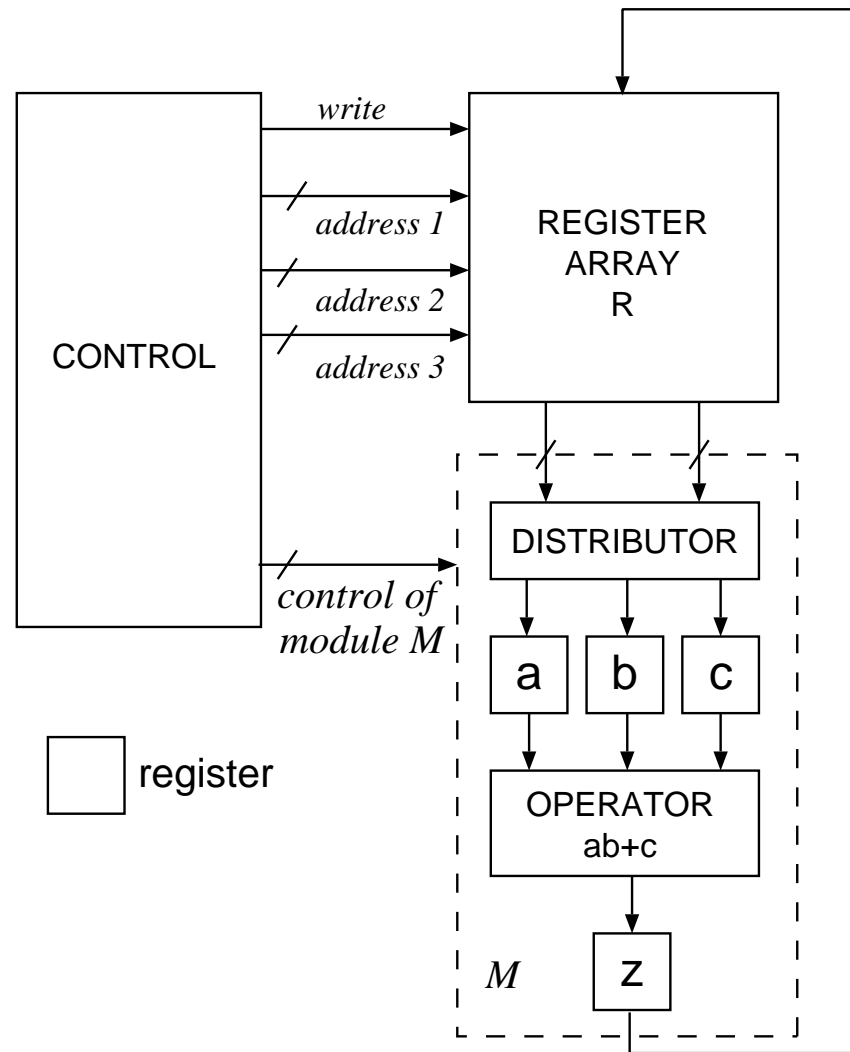 write
address 1
address 2
address 3
CONTROL
REGISTER
ARRAY
R
control of
module M
DISTRIBUTOR
a b c
register
OPERATOR
ab+c
M
z